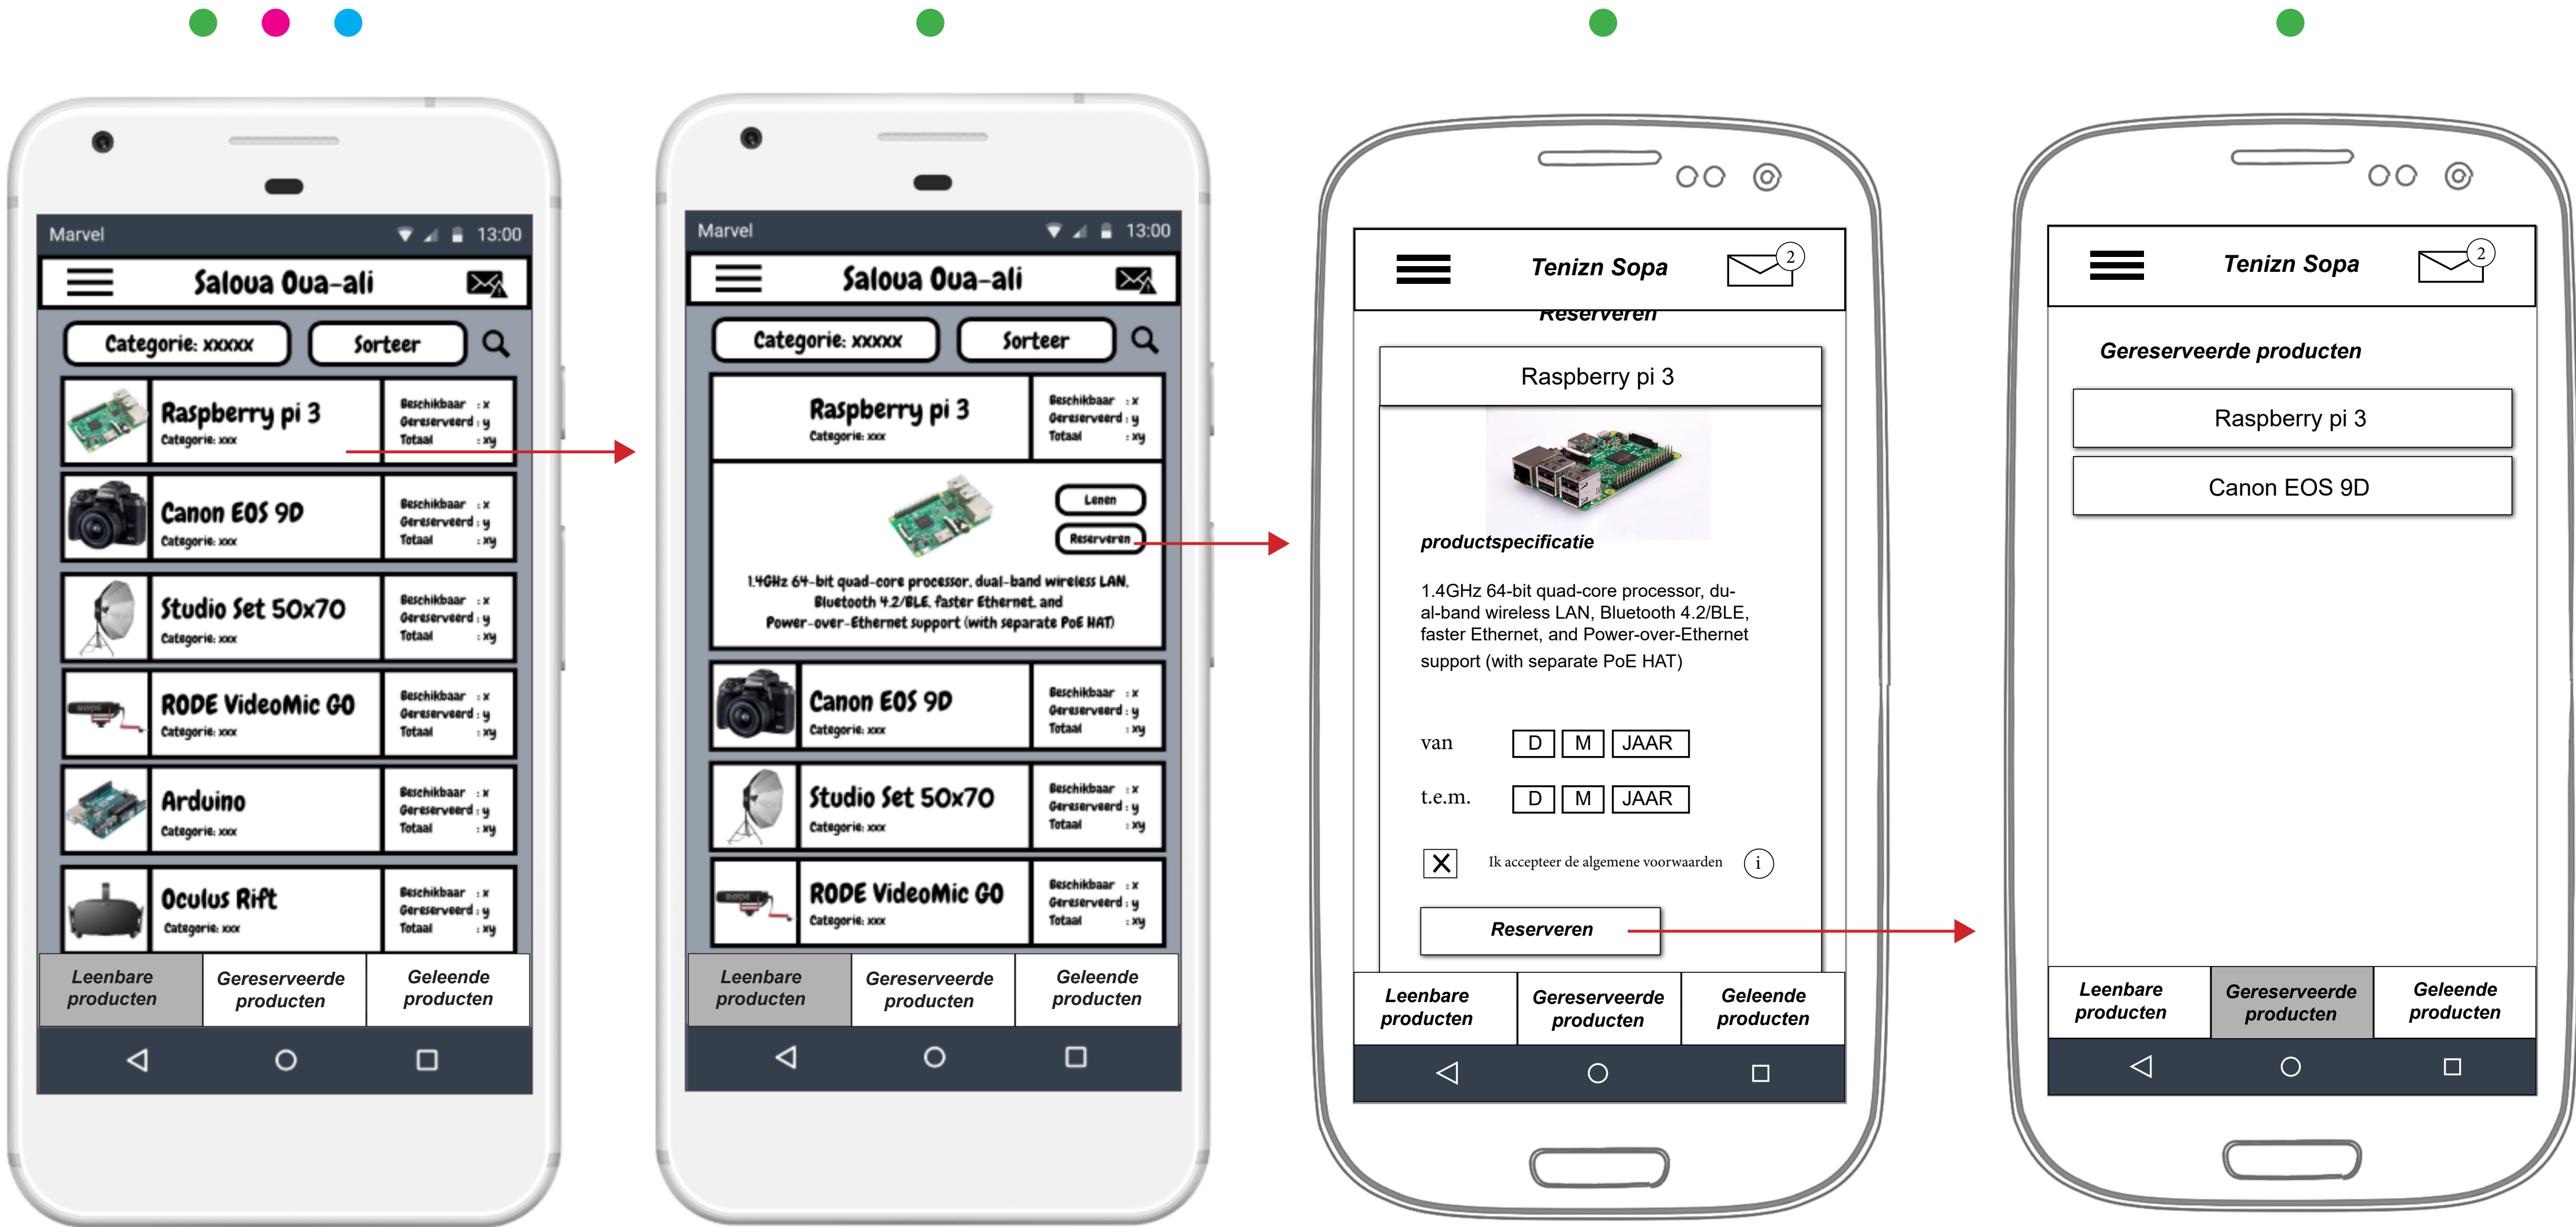 Marvel
13:00
Saloua Oua-ali
Categorie: xxxxx
Sorteer
Raspberry pi 3
Categorie: xxx
Beschikbaar : x
Gereserveerd : y
Totaal : xy
Canon EOS 9D
Categorie: xxx
Beschikbaar : x
Gereserveerd : y
Totaal : xy
Studio Set 50x70
Categorie: xxx
Beschikbaar : x
Gereserveerd : y
Totaal : xy
RODE VideoMic GO
Categorie: xxx
Beschikbaar : x
Gereserveerd : y
Totaal : xy
Arduino
Categorie: xxx
Beschikbaar : x
Gereserveerd : y
Totaal : xy
Oculus Rift
Categorie: xxx
Beschikbaar : x
Gereserveerd : y
Totaal : xy
Leenbare
producten
Gereserveerde
producten
Geleende
producten
Marvel
13:00
Saloua Oua-ali
Categorie: xxxxx
Sorteer
Raspberry pi 3
Categorie: xxx
Beschikbaar : x
Gereserveerd : y
Totaal : xy
Lenen
Reserveren
1.4GHz 64-bit quad-core processor, dual-band wireless LAN,
Bluetooth 4.2/BLE, faster Ethernet, and
Power-over-Ethernet support (with separate PoE HAT)
Canon EOS 9D
Categorie: xxx
Beschikbaar : x
Gereserveerd : y
Totaal : xy
Studio Set 50x70
Categorie: xxx
Beschikbaar : x
Gereserveerd : y
Totaal : xy
RODE VideoMic GO
Categorie: xxx
Beschikbaar : x
Gereserveerd : y
Totaal : xy
Leenbare
producten
Gereserveerde
producten
Geleende
producten
Tenizn Sopa
2
Reserveren
Raspberry pi 3
productspecificatie
1.4GHz 64-bit quad-core processor, du-
al-band wireless LAN, Bluetooth 4.2/BLE,
faster Ethernet, and Power-over-Ethernet
support (with separate PoE HAT)
van D M JAAR
t.e.m. D M JAAR
X Ik accepteer de algemene voorwaarden i
Reserveren
Leenbare
producten
Gereserveerde
producten
Geleende
producten
Tenizn Sopa
2
Gereserveerde producten
Raspberry pi 3
Canon EOS 9D
Leenbare
producten
Gereserveerde
producten
Geleende
producten